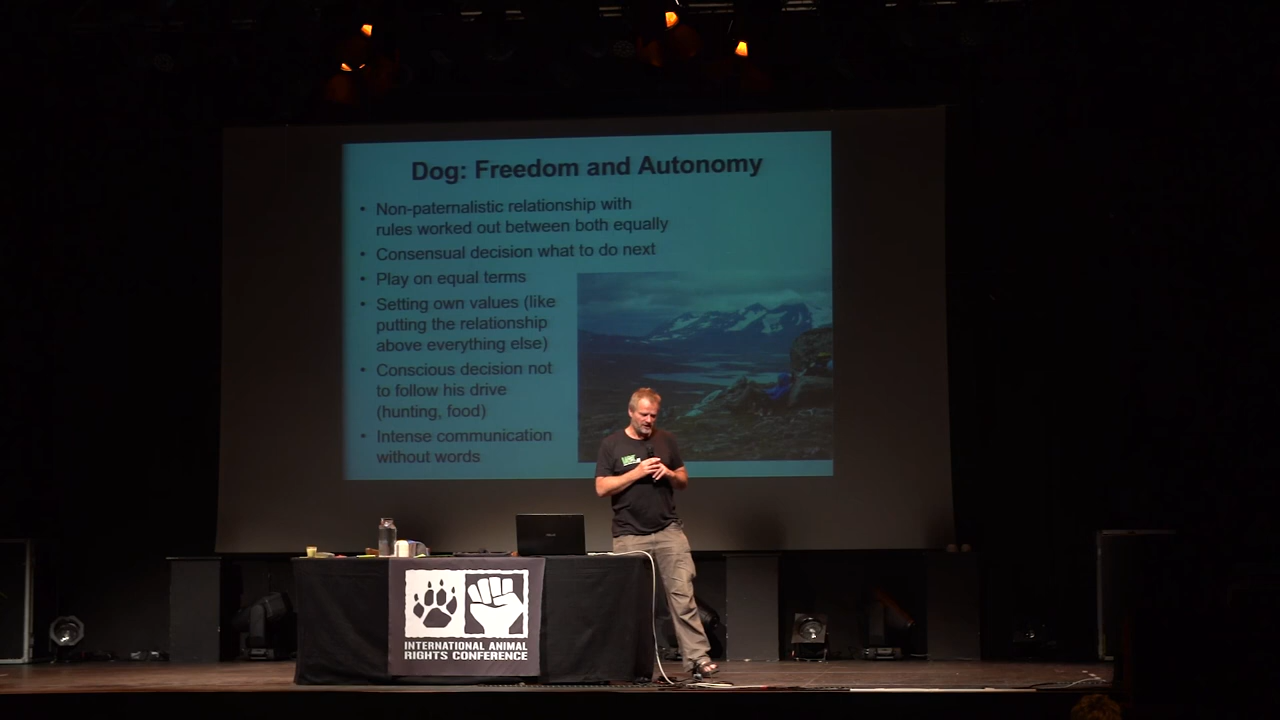 Dog: Freedom and Autonomy
• Non-paternalistic relationship with
rules worked out between both equally
• Consensual decision what to do next
• Play on equal terms
• Setting own values (like
putting the relationship
above everything else)
• Conscious decision not
to follow his drive
(hunting, food)
• Intense communication
without words
INTERNATIONAL ANIMAL
RIGHTS CONFERENCE